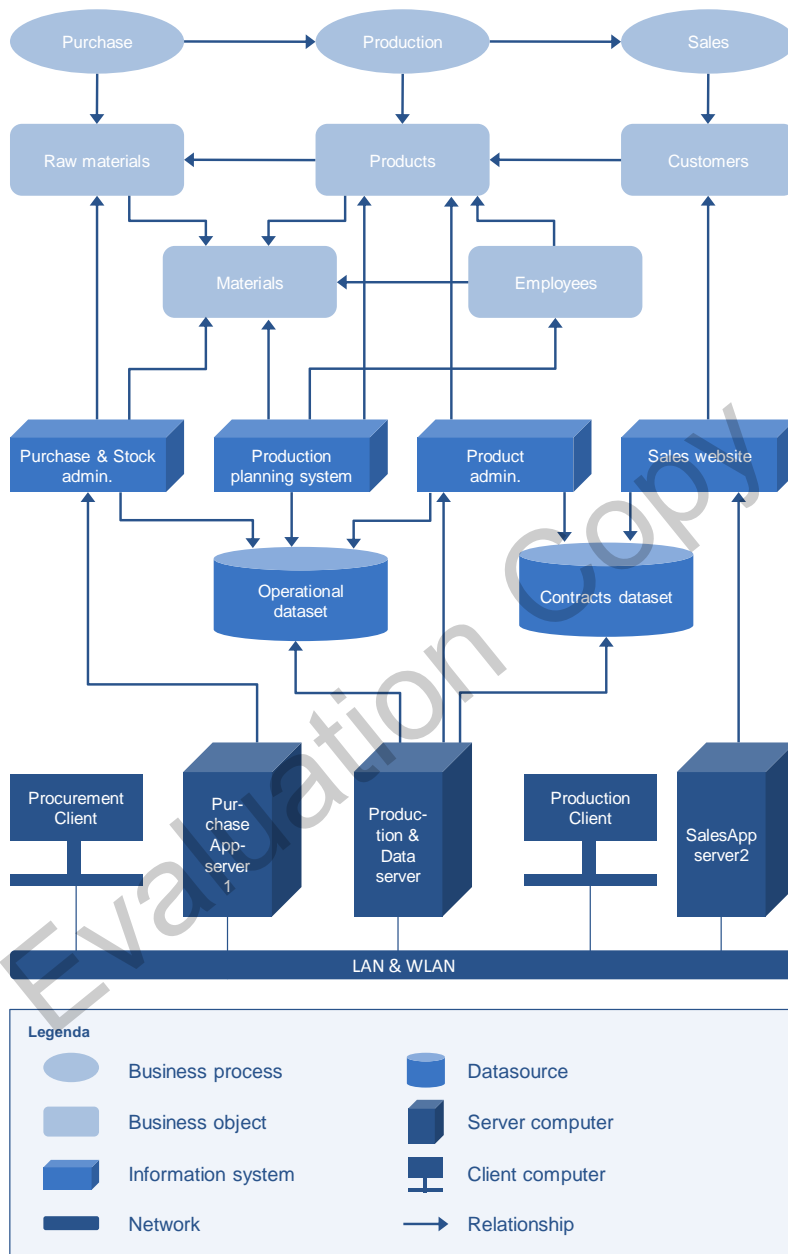 Purchase
Production
Sales
Raw materials
Products
Customers
Materials
Employees
Purchase & Stock
admin.
Production
planning system
Product
admin.
Sales website
Operational
dataset
Contracts dataset
Procurement
Client
Pur-
chase
App-
server
1
Produc-
tion &
Data
server
Production
Client
SalesApp
server2
LAN & WLAN
Evaluation Copy
Legenda
Business process
Datasource
Business object
Server computer
Information system
Client computer
Network
Relationship